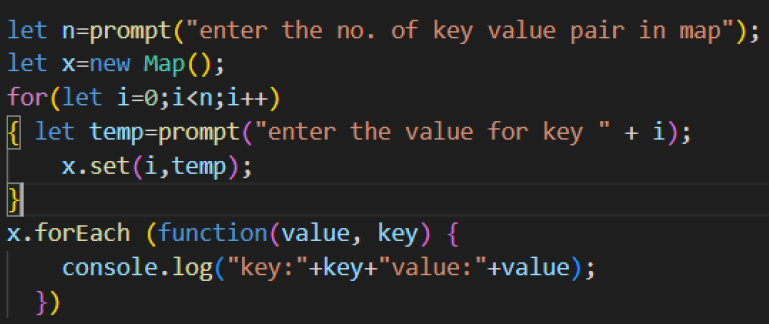 let n=prompt("enter the no. of key value pair in map");
let x=new Map();
for(let i=0;i<n;i++)
{ let temp=prompt("enter the value for key " + i);
    x.set(i,temp);
}
x.forEach (function(value, key) {
    console.log("key:"+key+"value:"+value);
  })